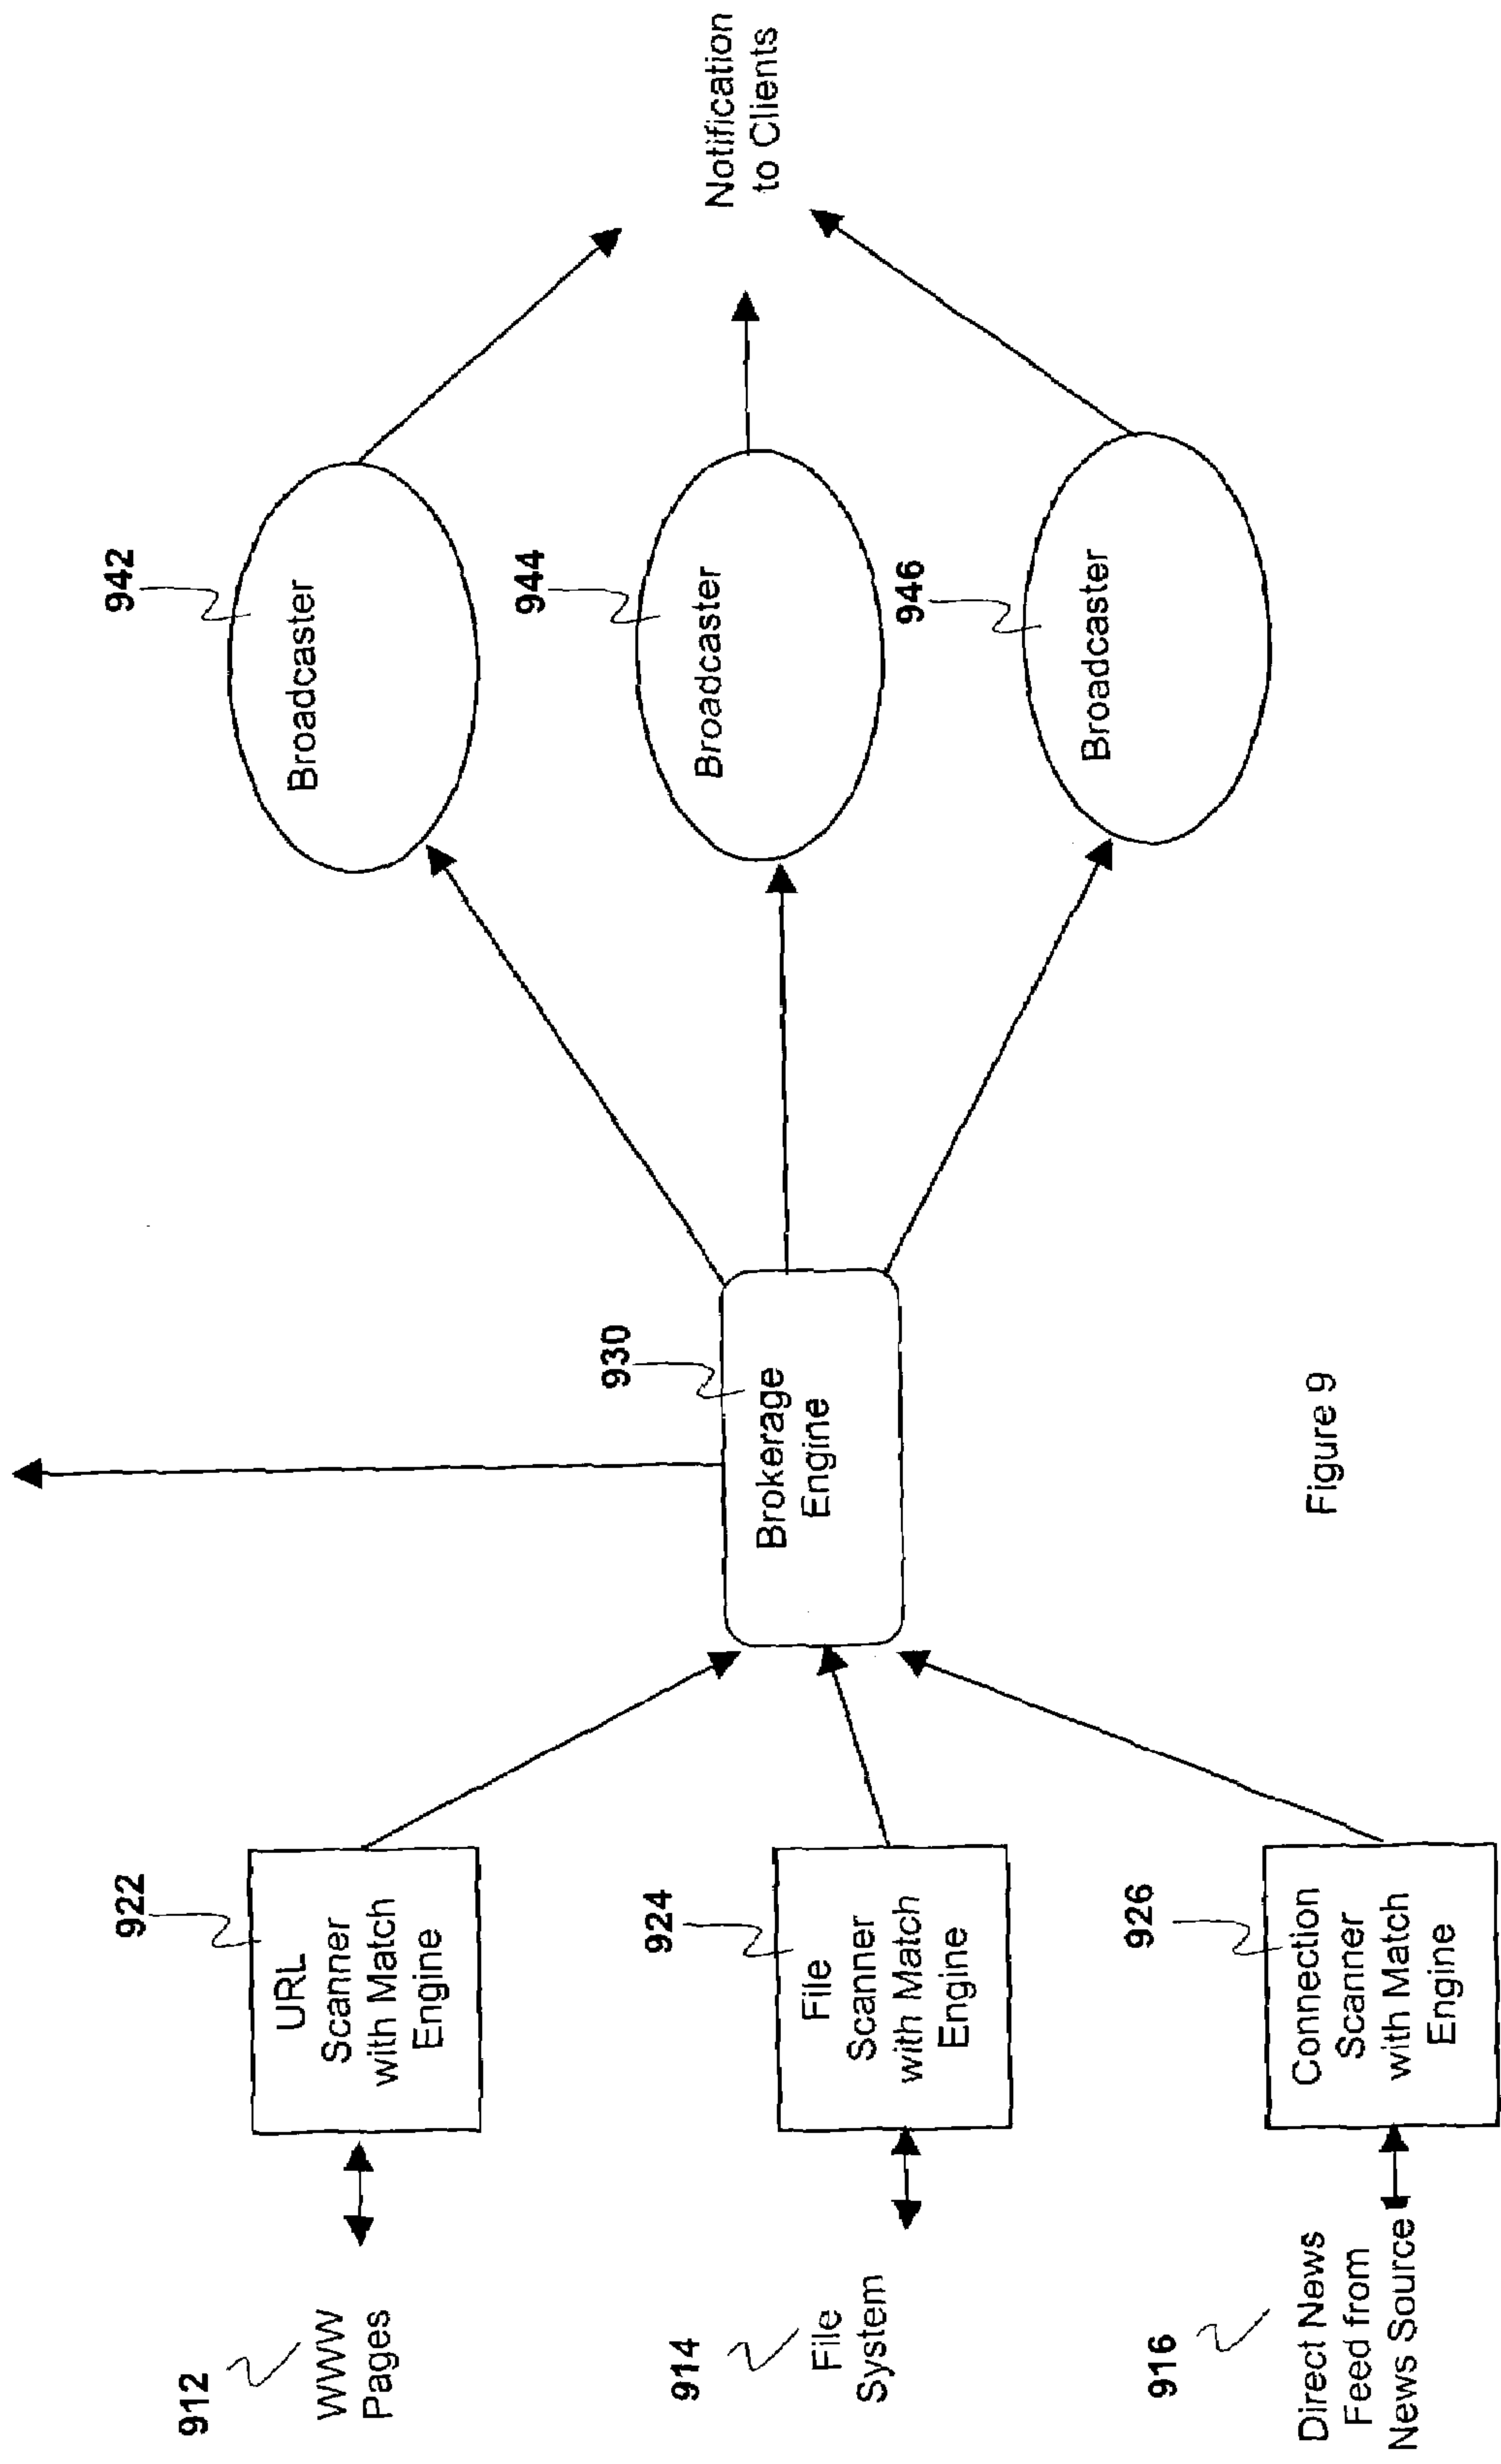 912
WWW
Pages
922
URL
Scanner
with Match
Engine
914
File
System
924
File
Scanner
with Match
Engine
916
Direct News
Feed from
News Source
926
Connection
Scanner
with Match
Engine
930
Brokerage
Engine
942
Broadcaster
944
Broadcaster
946
Broadcaster
Notification
to Clients
Figure 9